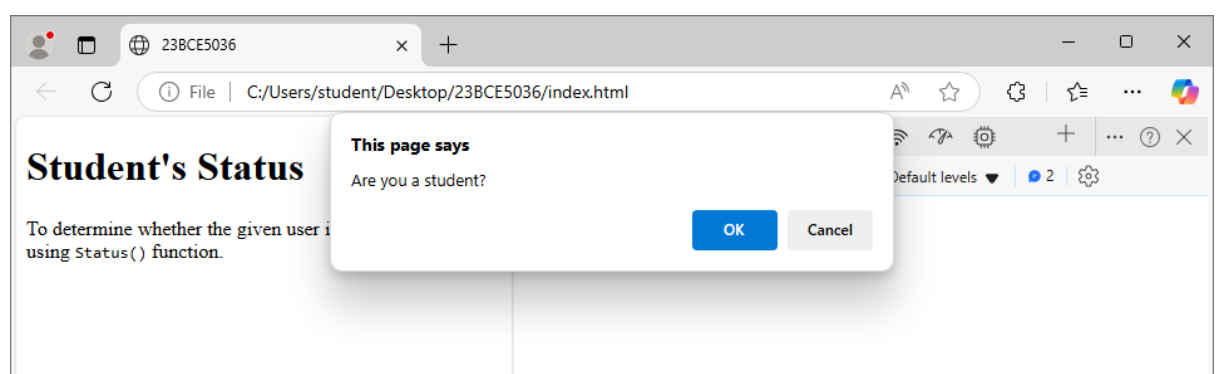 23BCE5036
File
C:/Users/student/Desktop/23BCE5036/index.html
This page says
Are you a student?
OK
Cancel
Student's Status
To determine whether the given user
using Status() function.
levels
2